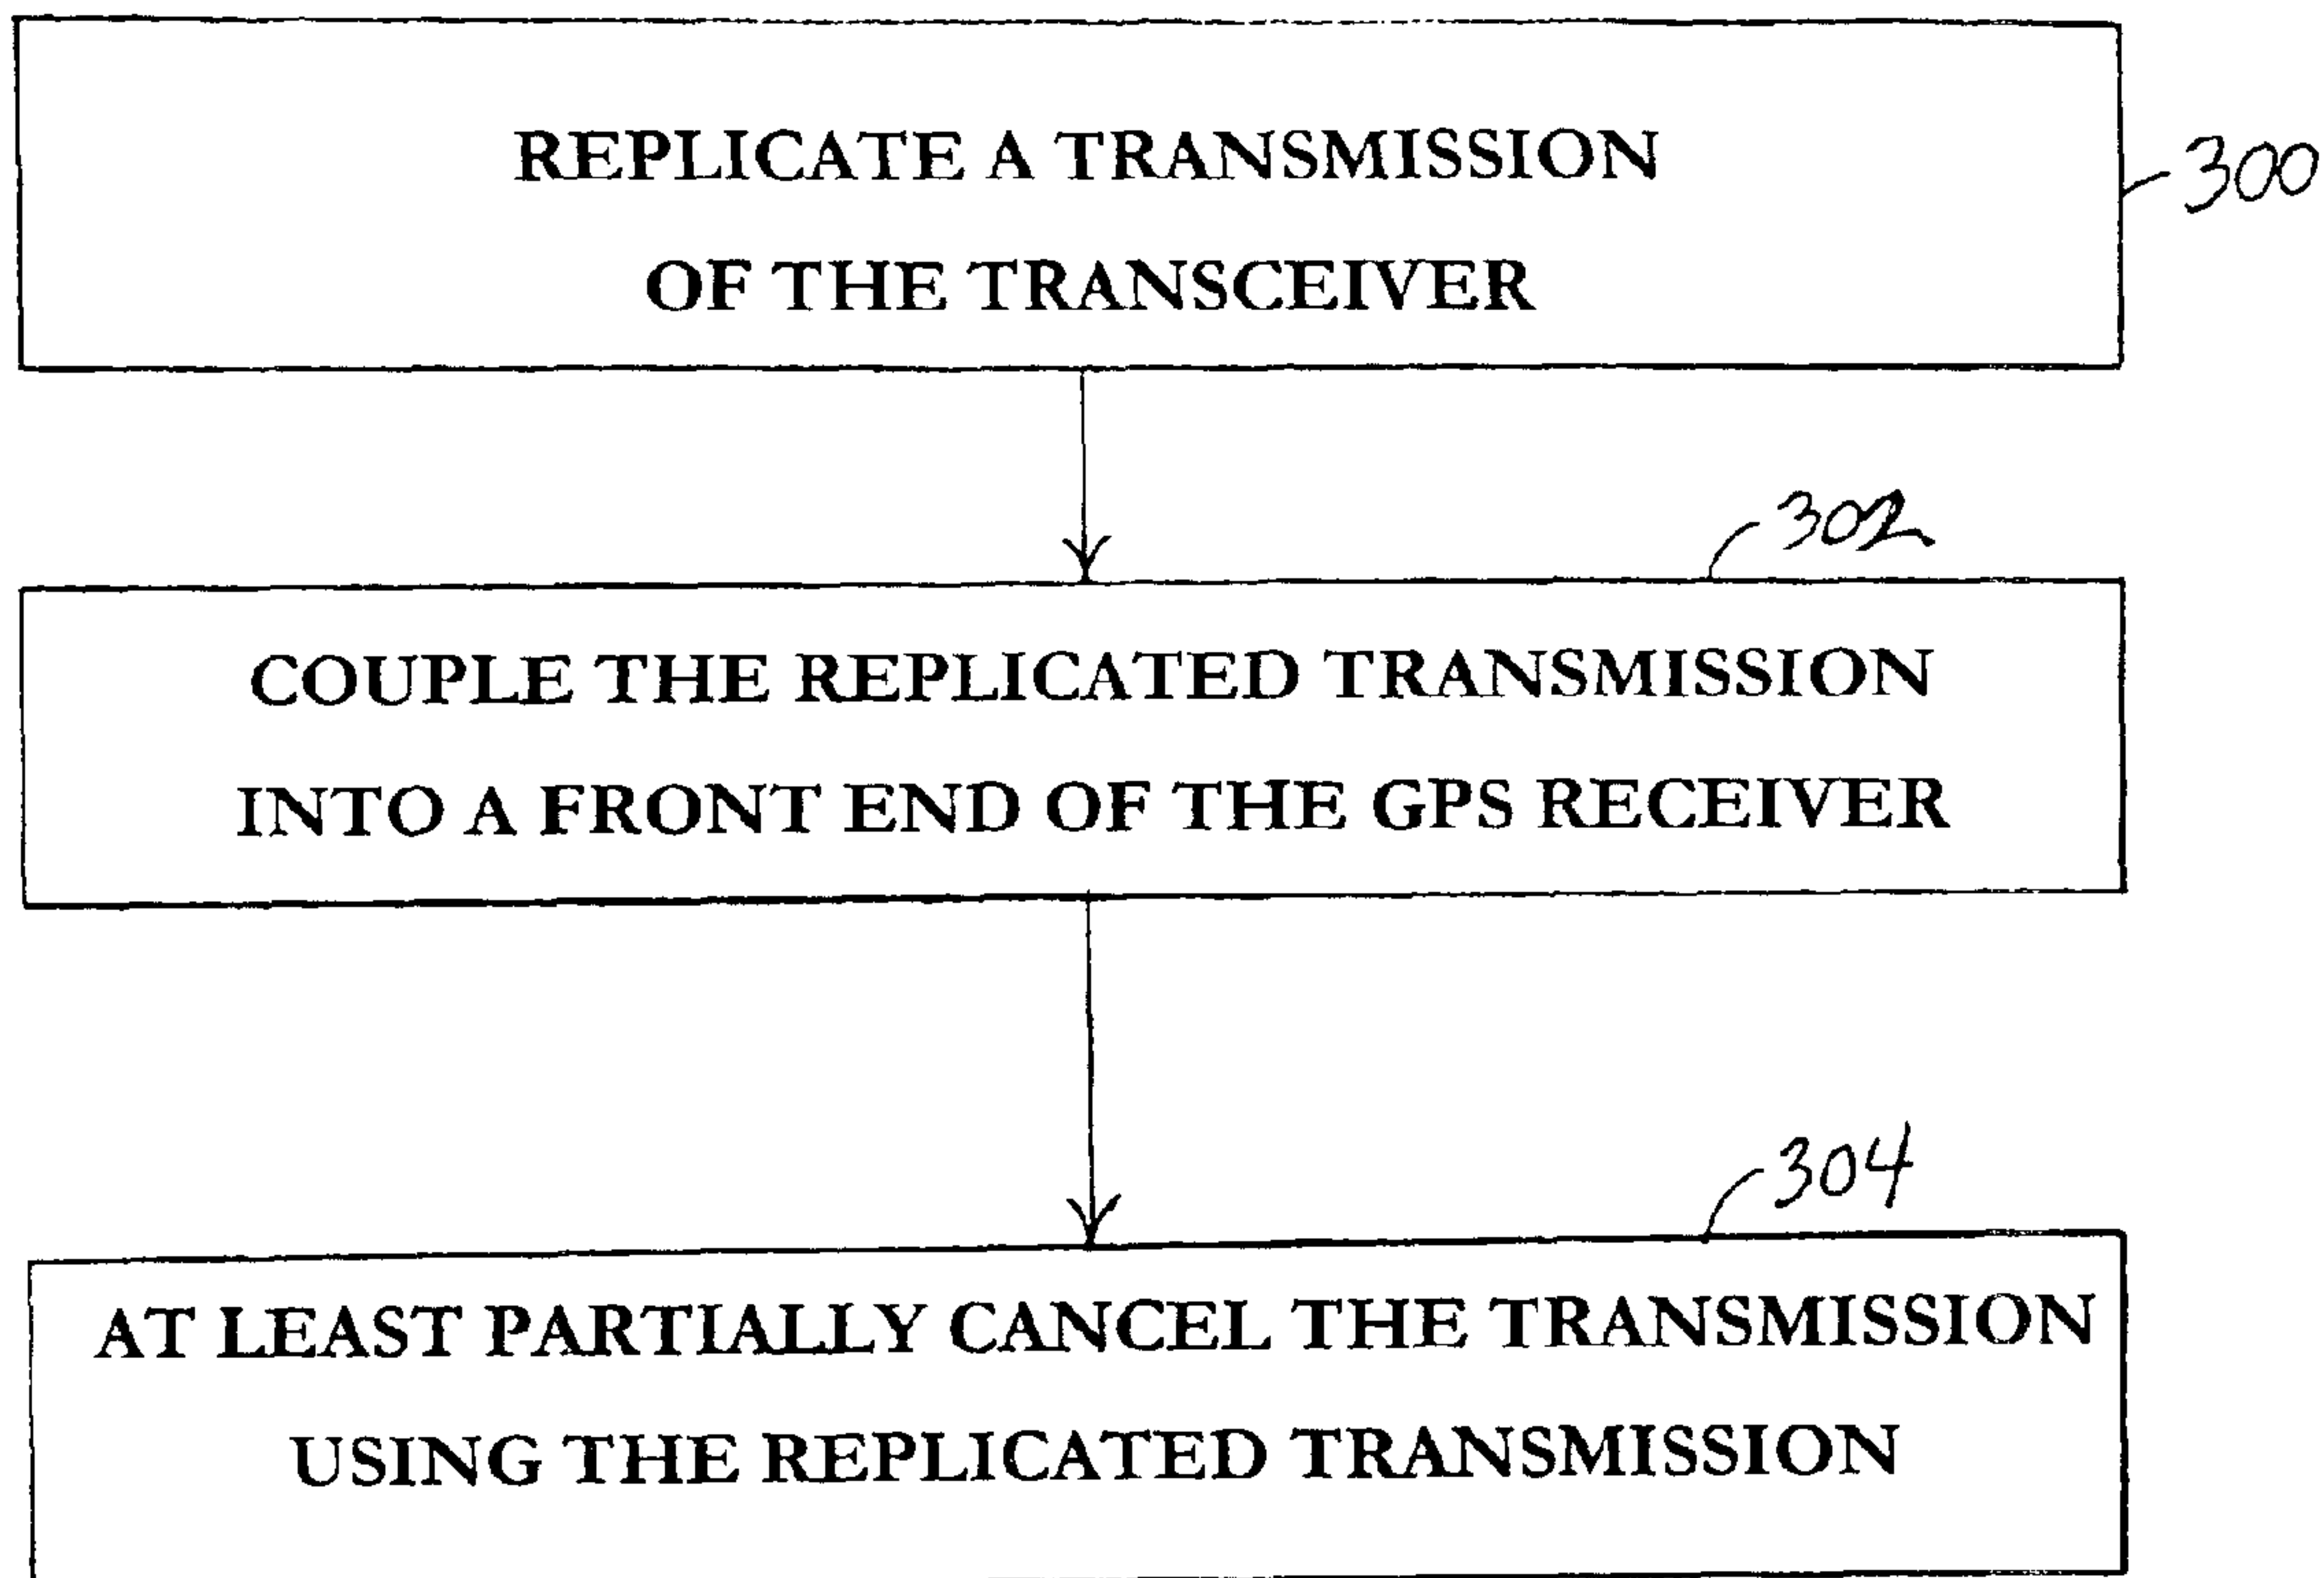 REPLICATE A TRANSMISSION
OF THE TRANSCEIVER
300
302
COUPLE THE REPLICATED TRANSMISSION
INTO A FRONT END OF THE GPS RECEIVER
304
AT LEAST PARTIALLY CANCEL THE TRANSMISSION
USING THE REPLICATED TRANSMISSION